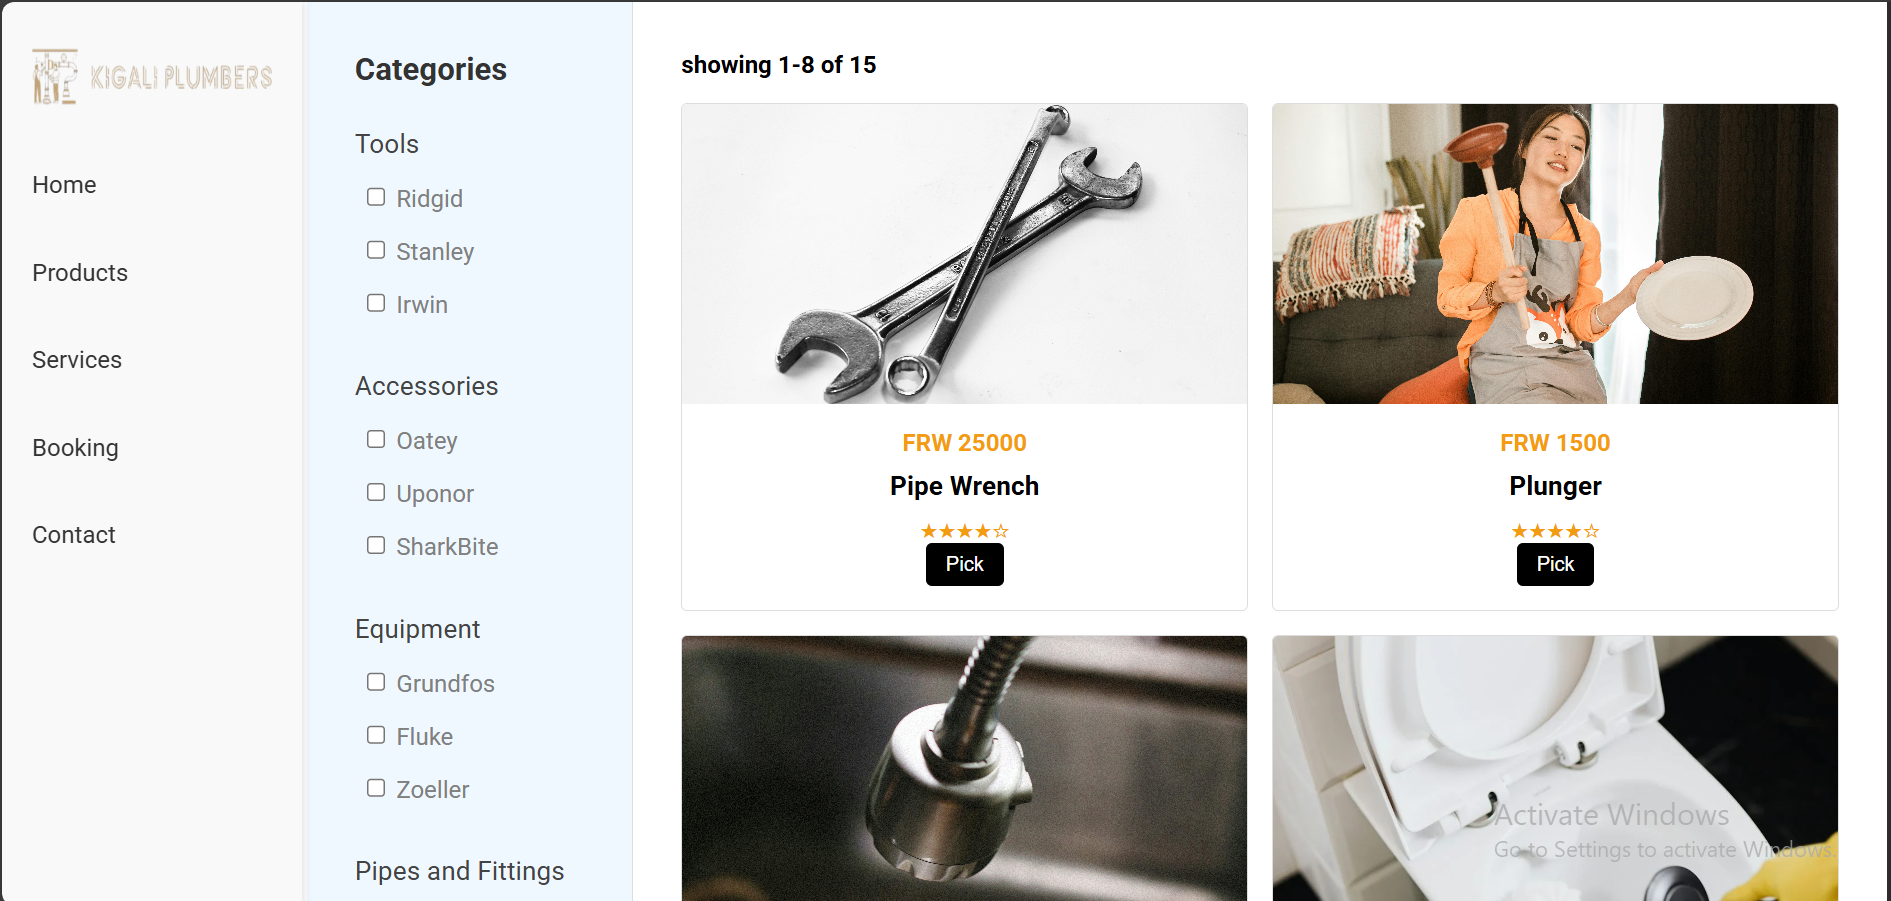 KIGALI PLUMBERS
Home
Products
Services
Booking
Contact
Categories
Tools
Ridgid
Stanley
Irwin
Accessories
Oatey
Uponor
SharkBite
Equipment
Grundfos
Fluke
Zoeller
Pipes and Fittings
showing 1-8 of 15
FRW 25000
Pipe Wrench
★★★★☆
Pick
FRW 1500
Plunger
★★★★☆
Pick
Activate Windows
Go to Settings to activate Windows.